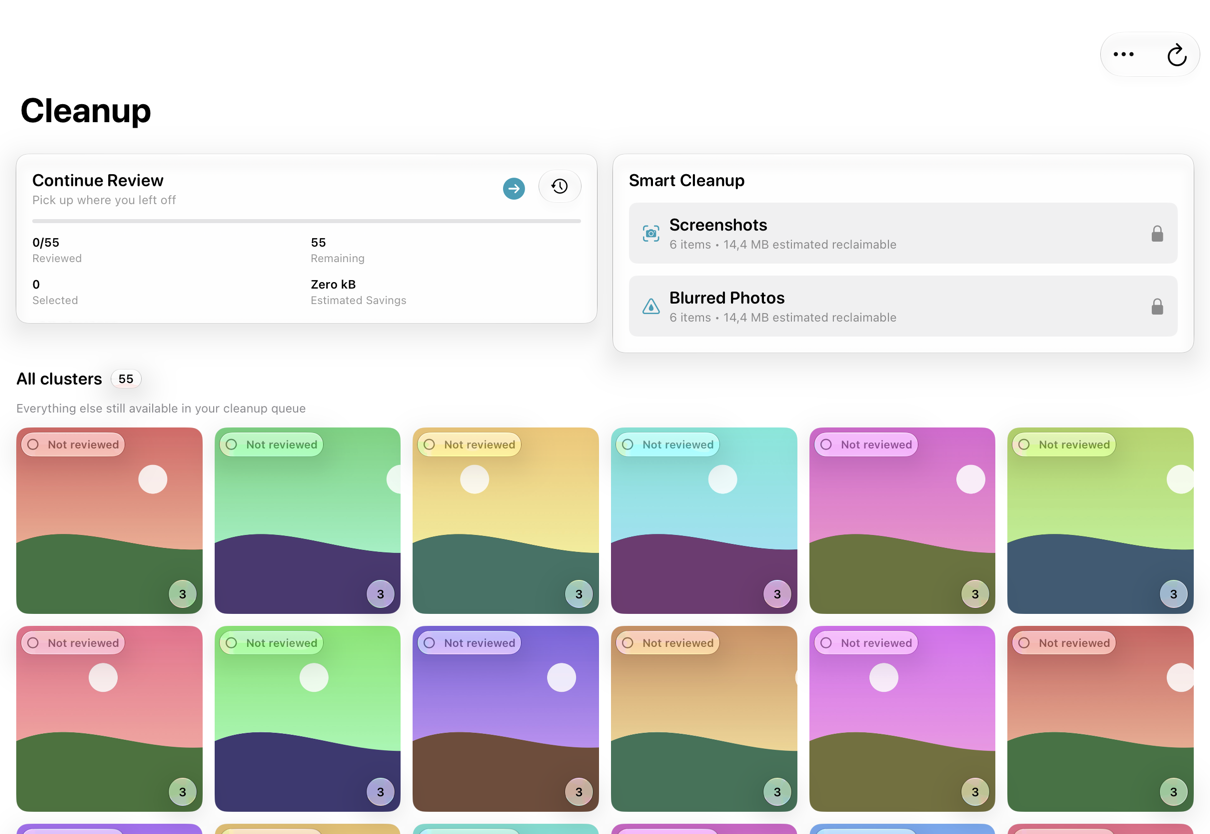 Cleanup
Continue Review
Pick up where you left off
0/55
Reviewed
55
Remaining
0
Selected
Zero kB
Estimated Savings
Smart Cleanup
Screenshots
6 items • 14,4 MB estimated reclaimable
Blurred Photos
6 items • 14,4 MB estimated reclaimable
All clusters 55
Everything else still available in your cleanup queue
Not reviewed Not reviewed Not reviewed Not reviewed Not reviewed Not reviewed
3 3 3 3 3 3
Not reviewed Not reviewed Not reviewed Not reviewed Not reviewed Not reviewed
3 3 3 3 3 3